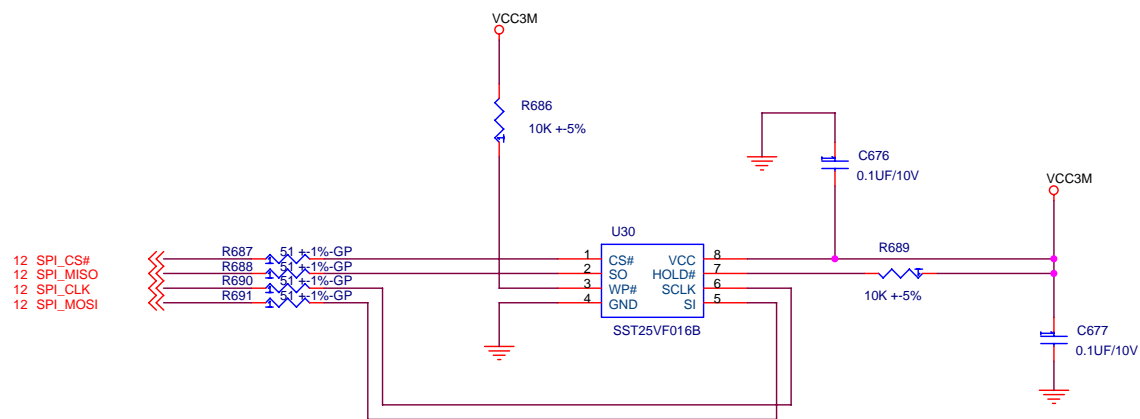 VCC3M
R686
10K +-5%
C676
0.1UF/10V
VCC3M
U30
12 SPI_CS#
R687
51 +-1%-GP
1
CS#
VCC
8
R689
12 SPI_MISO
R688
51 +-1%-GP
2
SO
HOLD#
7
10K +-5%
12 SPI_CLK
R690
51 +-1%-GP
3
WP#
SCLK
6
12 SPI_MOSI
R691
51 +-1%-GP
4
GND
SI
5
SST25VF016B
C677
0.1UF/10V